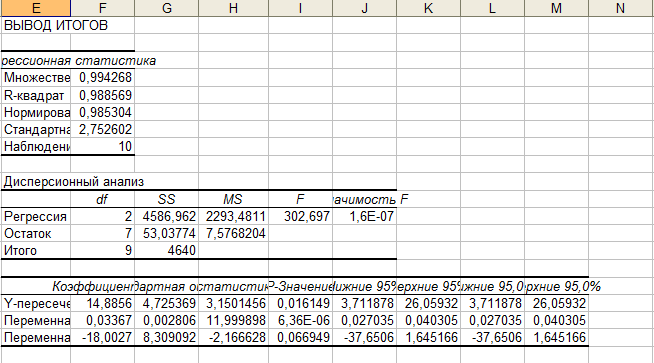 E F G H I J K L M N
ВЫВОД ИТОГОВ
рессионная статистика
Множестве 0,994268
R-квадрат 0,988569
Нормирова 0,985304
Стандартна 2,752602
Наблюдени 10
Дисперсионный анализ
df SS MS F ачимость F
Регрессия 2 4586,962 2293,4811 302,697 1,6E-07
Остаток 7 53,03774 7,5768204
Итого 9 4640
Коэффициен дартная о статисти Р-Значение ижние 95% ерхние 95% жние 95,0 рхние 95,0%
Y-пересече 14,8856 4,725369 3,1501456 0,016149 3,711878 26,05932 3,711878 26,05932
Переменна 0,03367 0,002806 11,999898 6,36E-06 0,027035 0,040305 0,027035 0,040305
Переменна -18,0027 8,309092 -2,166628 0,066949 -37,6506 1,645166 -37,6506 1,645166